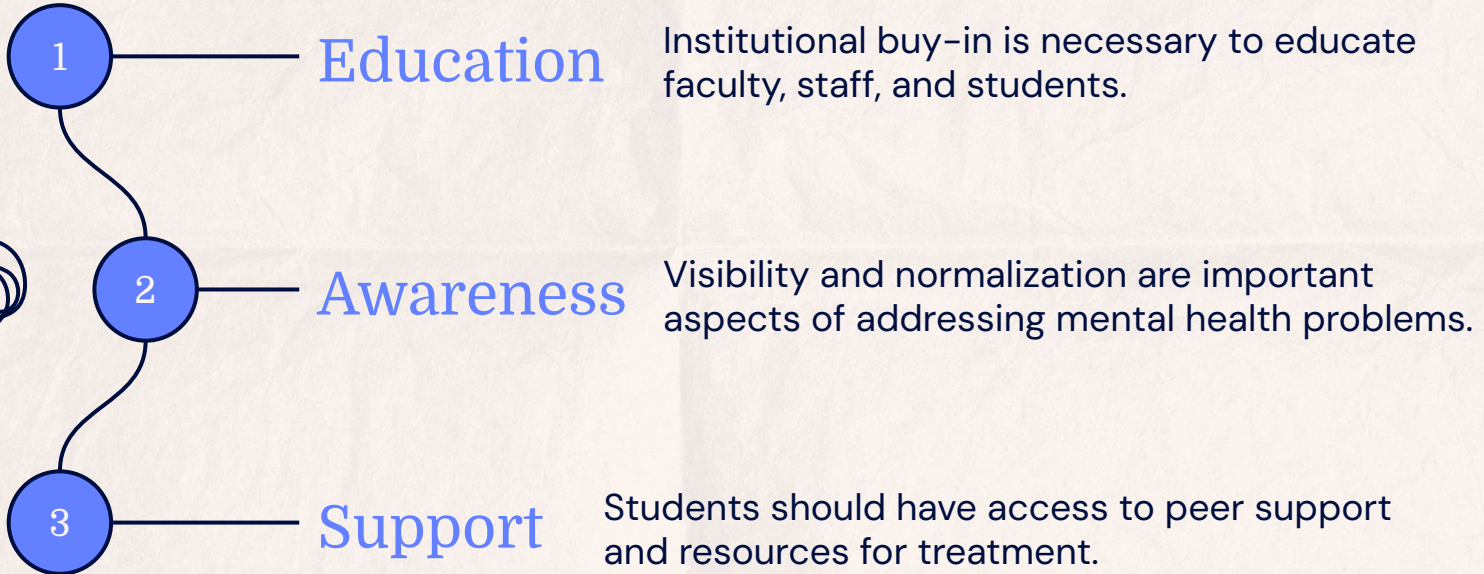 1
Education
Institutional buy-in is necessary to educate
faculty, staff, and students.
2
Awareness
Visibility and normalization are important
aspects of addressing mental health problems.
3
Support
Students should have access to peer support
and resources for treatment.